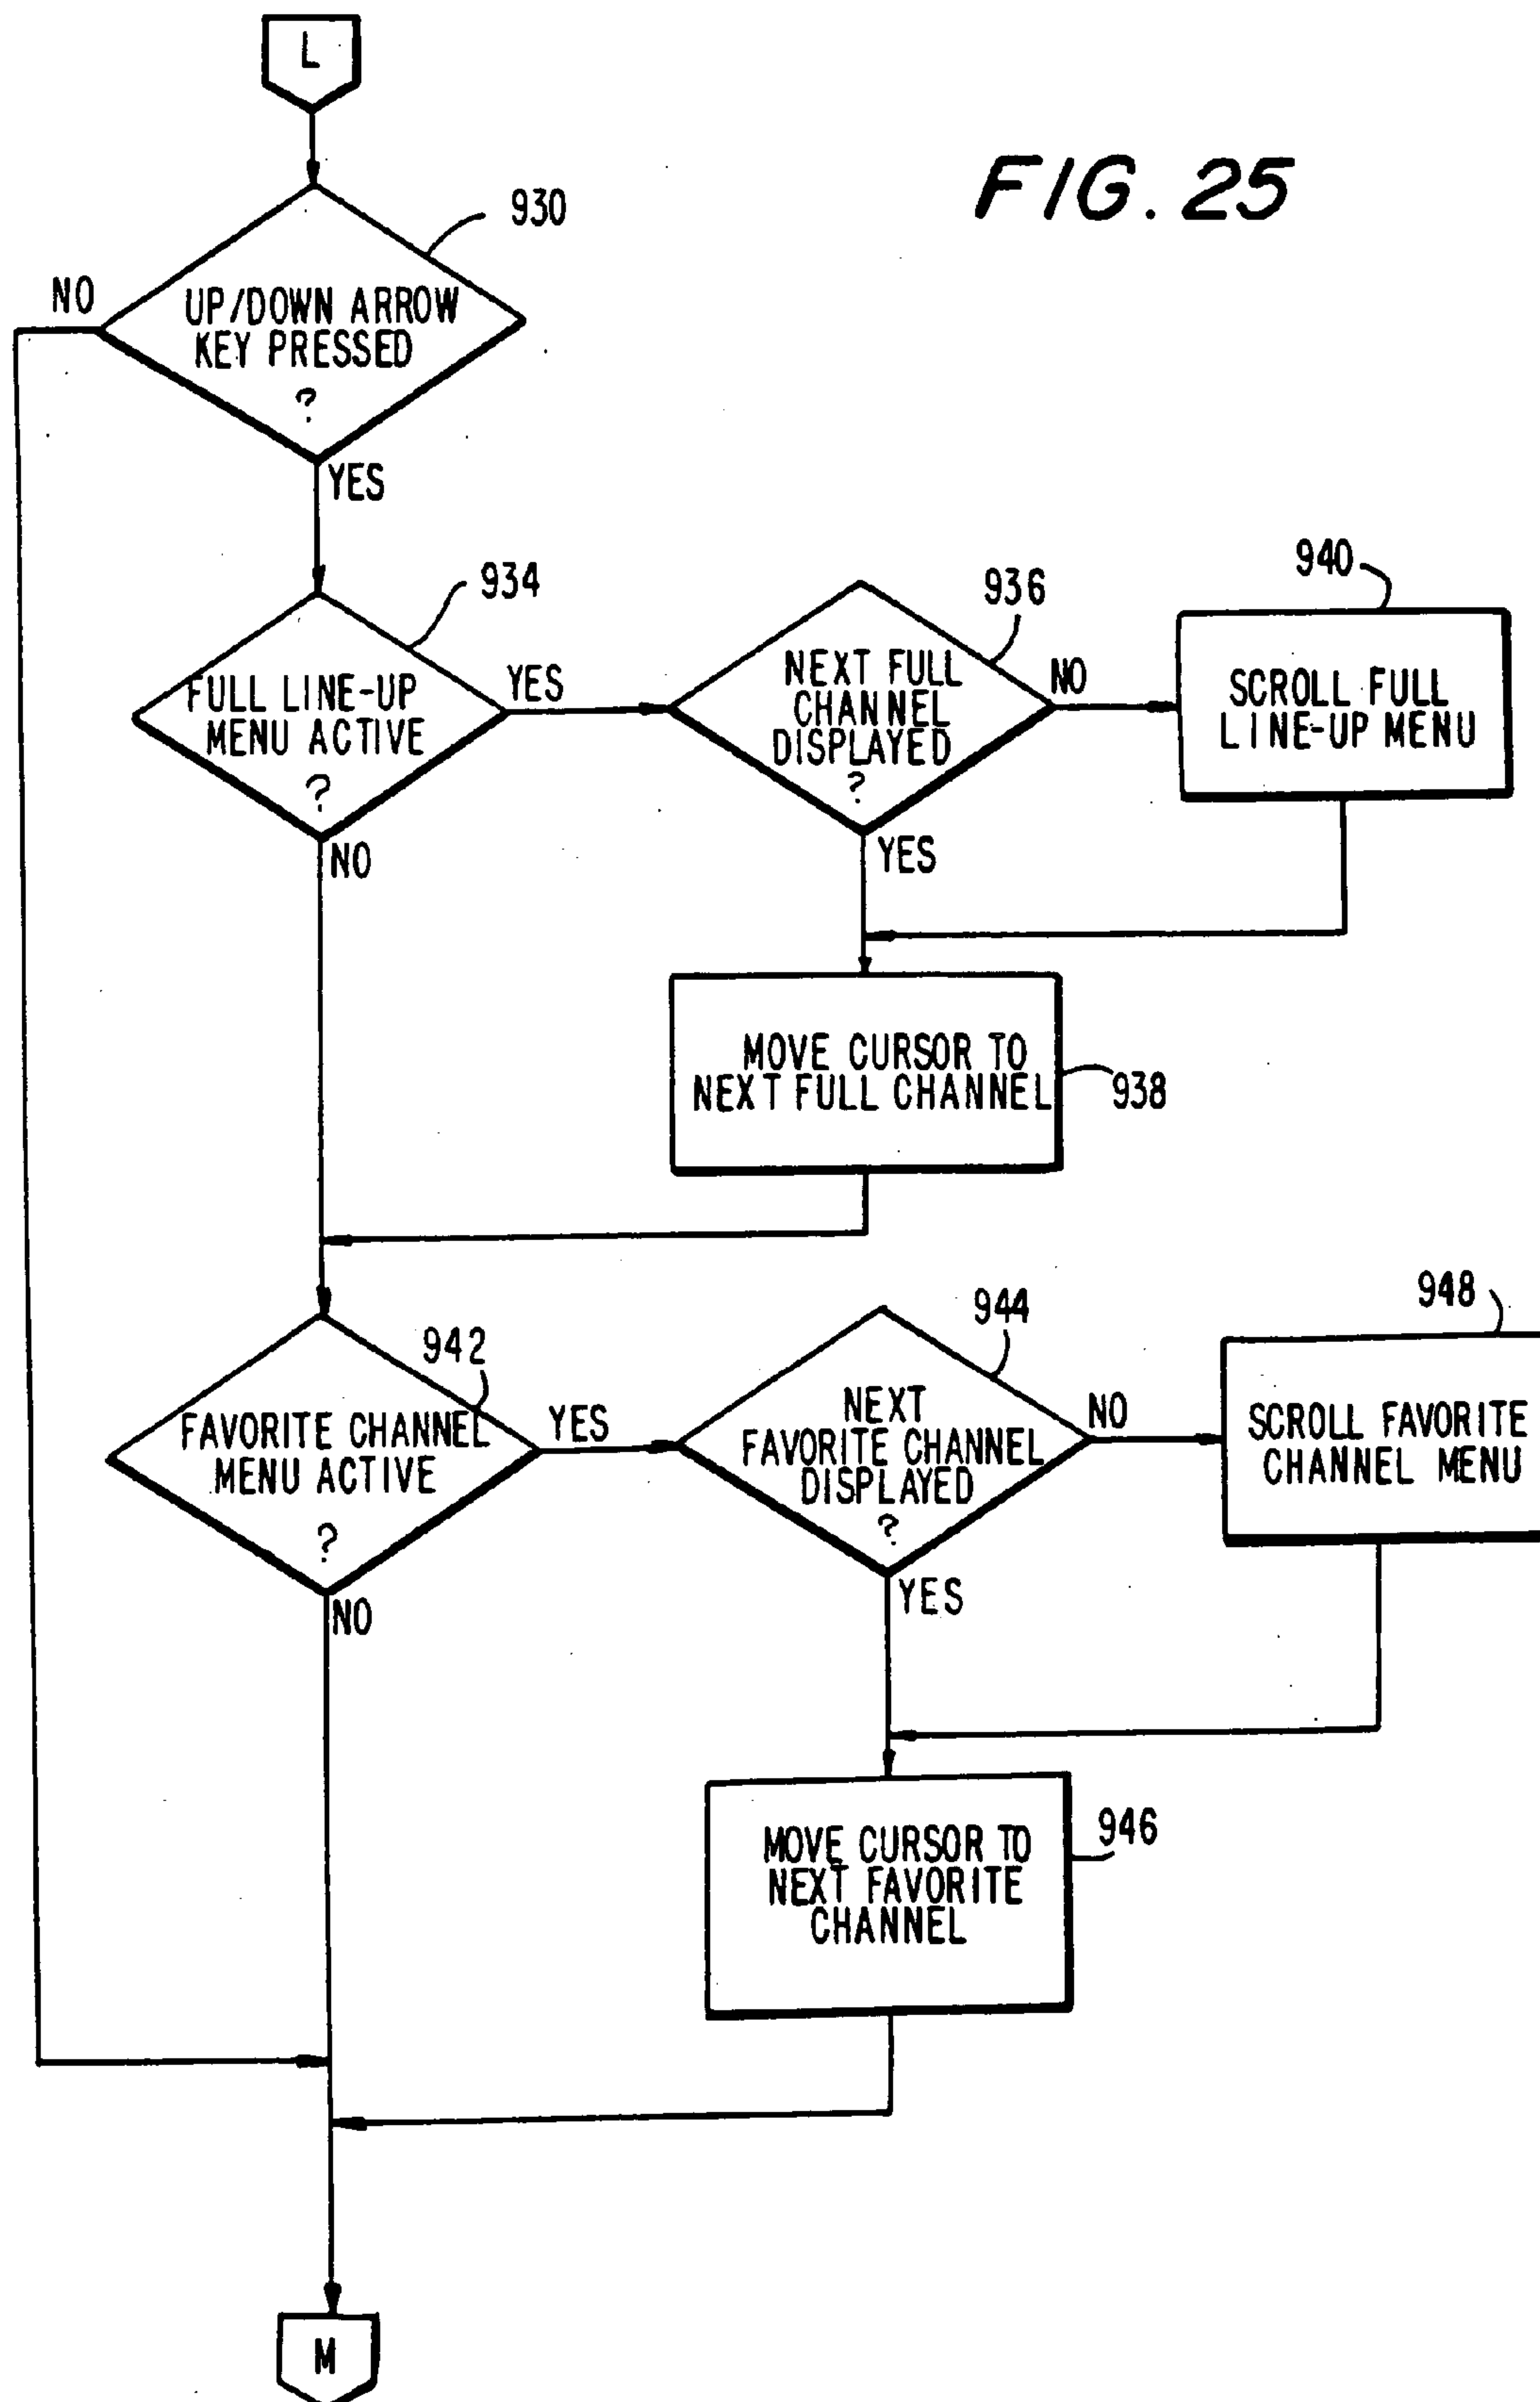 L
FIG. 25
930
NO
UP/DOWN ARROW
KEY PRESSED
?
YES
934
FULL LINE-UP
MENU ACTIVE
?
YES
NO
936
NEXT FULL
CHANNEL
DISPLAYED
?
NO
YES
940
SCROLL FULL
LINE-UP MENU
MOVE CURSOR TO
NEXT FULL CHANNEL
938
942
FAVORITE CHANNEL
MENU ACTIVE
?
YES
NO
944
NEXT
FAVORITE CHANNEL
DISPLAYED
?
NO
YES
948
SCROLL FAVORITE
CHANNEL MENU
MOVE CURSOR TO
NEXT FAVORITE
CHANNEL
946
M